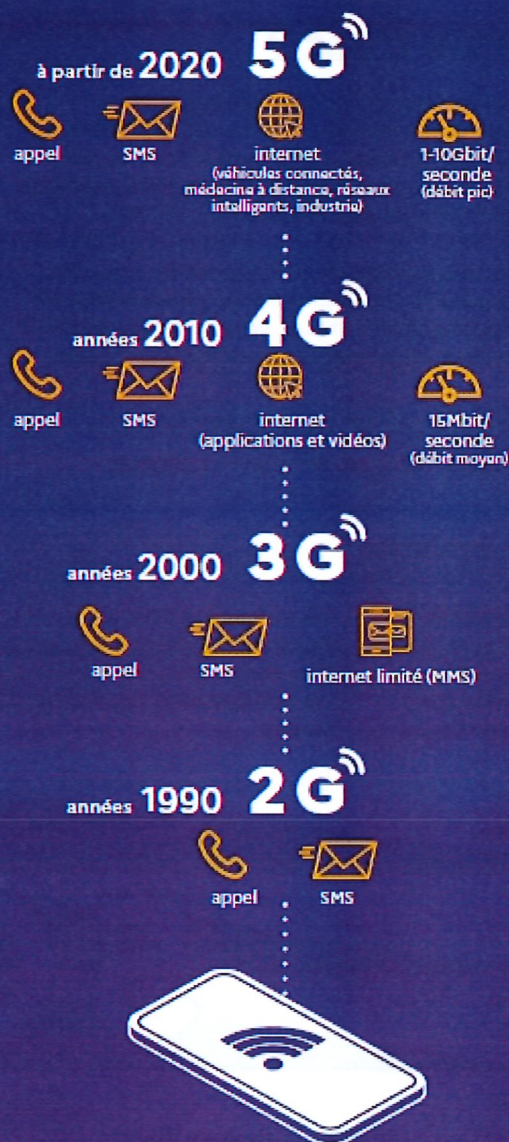 à partir de 2020 5G
appel
SMS
internet
(véhicules connectés,
médecine à distance, réseaux
intelligents, industrie)
1-10Gbit/
seconde
(débit pic)
années 2010 4G
appel
SMS
internet
(applications et vidéos)
15Mbit/
seconde
(débit moyen)
années 2000 3G
appel
SMS
internet limité (MMS)
années 1990 2G
appel
SMS